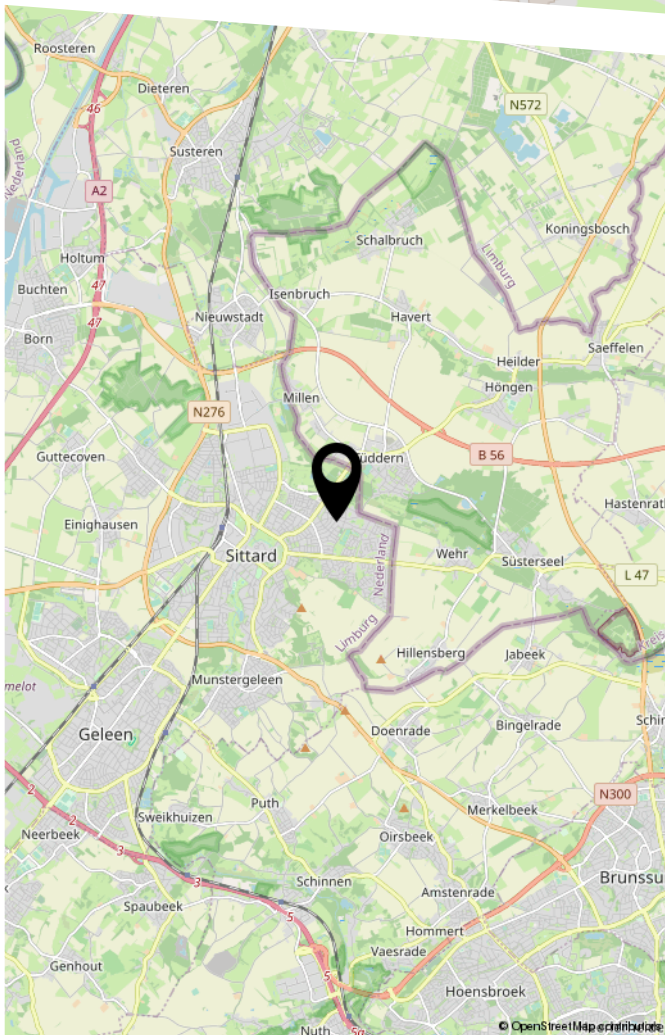 Roosteren
Dieteren
46
N572
Susteren
Nederland
A2
Koningsbosch
Schalbruch
Limburg
Holtum
47
Buchten
Isenbruch
47
Nieuwstadt
Havert
Born
Saeffelen
Heilder
Höngen
Millen
N276
Guttecoven
B 56
Hastenrath
Einighausen
Sittard
Nederland
Wehr
Süsterseel
L 47
Limburg
Hillensberg
Jabeek
Kreis
Munstergeleen
Geleen
Doenrade
Bingelrade
2
N300
2
Puth
Merkelbeek
Sweikhuizen
Neerbeek
3
Oirsbeek
3
Schinnen
Amstenrade
Spaubeek
5
Hommert
Vaesrade
Genhout
5
Hoensbroek
Nuth
5a
© OpenStreetMap contributors